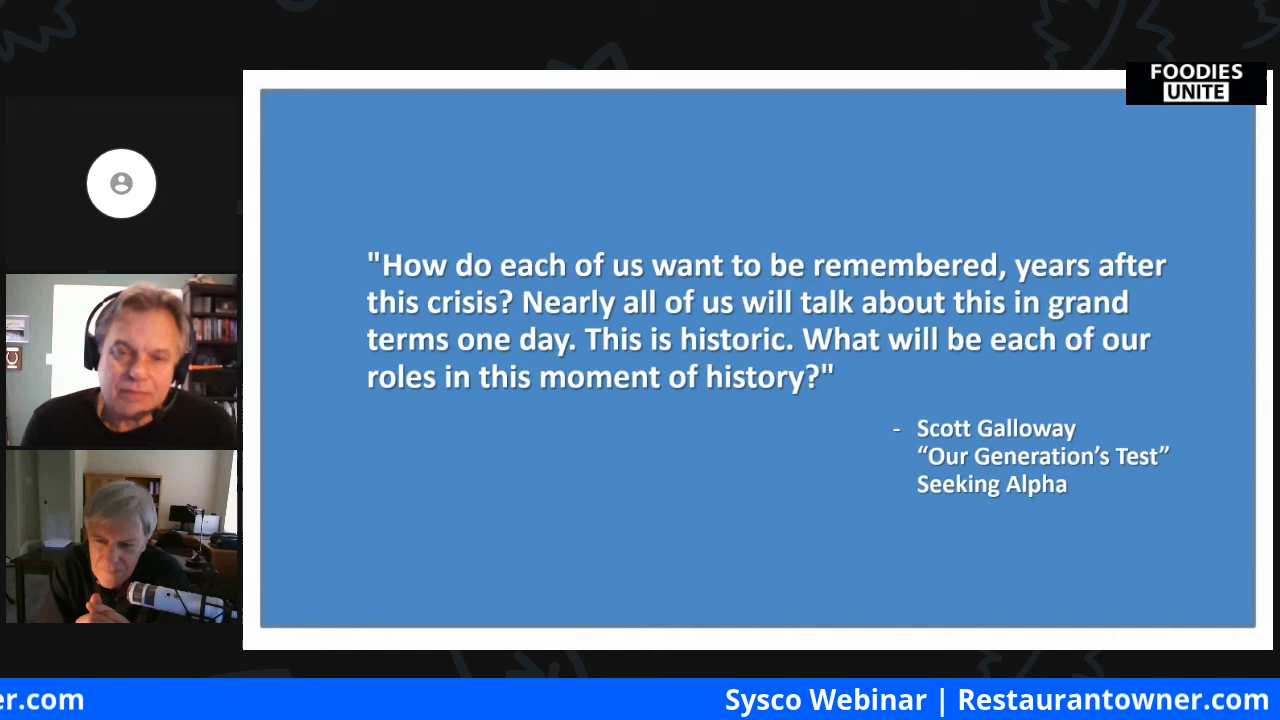 FOODIES
UNITE
"How do each of us want to be remembered, years after
this crisis? Nearly all of us will talk about this in grand
terms one day. This is historic. What will be each of our
roles in this moment of history?"
- Scott Galloway
“Our Generation’s Test”
Seeking Alpha
er.com Sysco Webinar | Restaurantowner.com